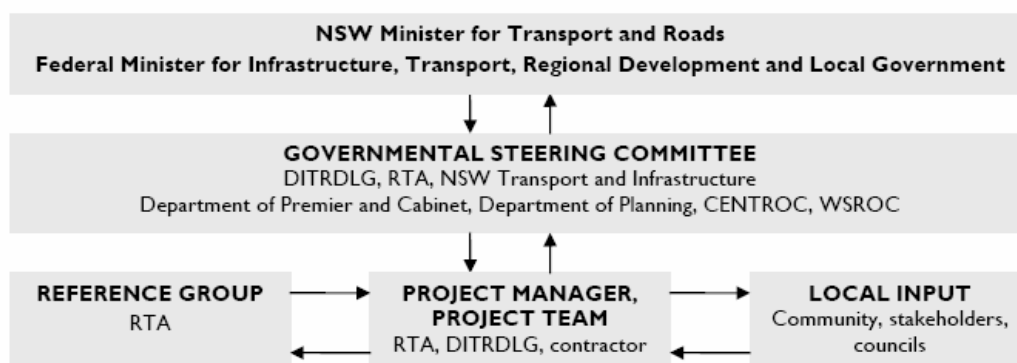 NSW Minister for Transport and Roads
Federal Minister for Infrastructure, Transport, Regional Development and Local Government
GOVERNMENTAL STEERING COMMITTEE
DITRDLG, RTA, NSW Transport and Infrastructure
Department of Premier and Cabinet, Department of Planning, CENTROC, WSROC
REFERENCE GROUP
RTA
PROJECT MANAGER,
PROJECT TEAM
RTA, DITRDLG, contractor
LOCAL INPUT
Community, stakeholders,
councils